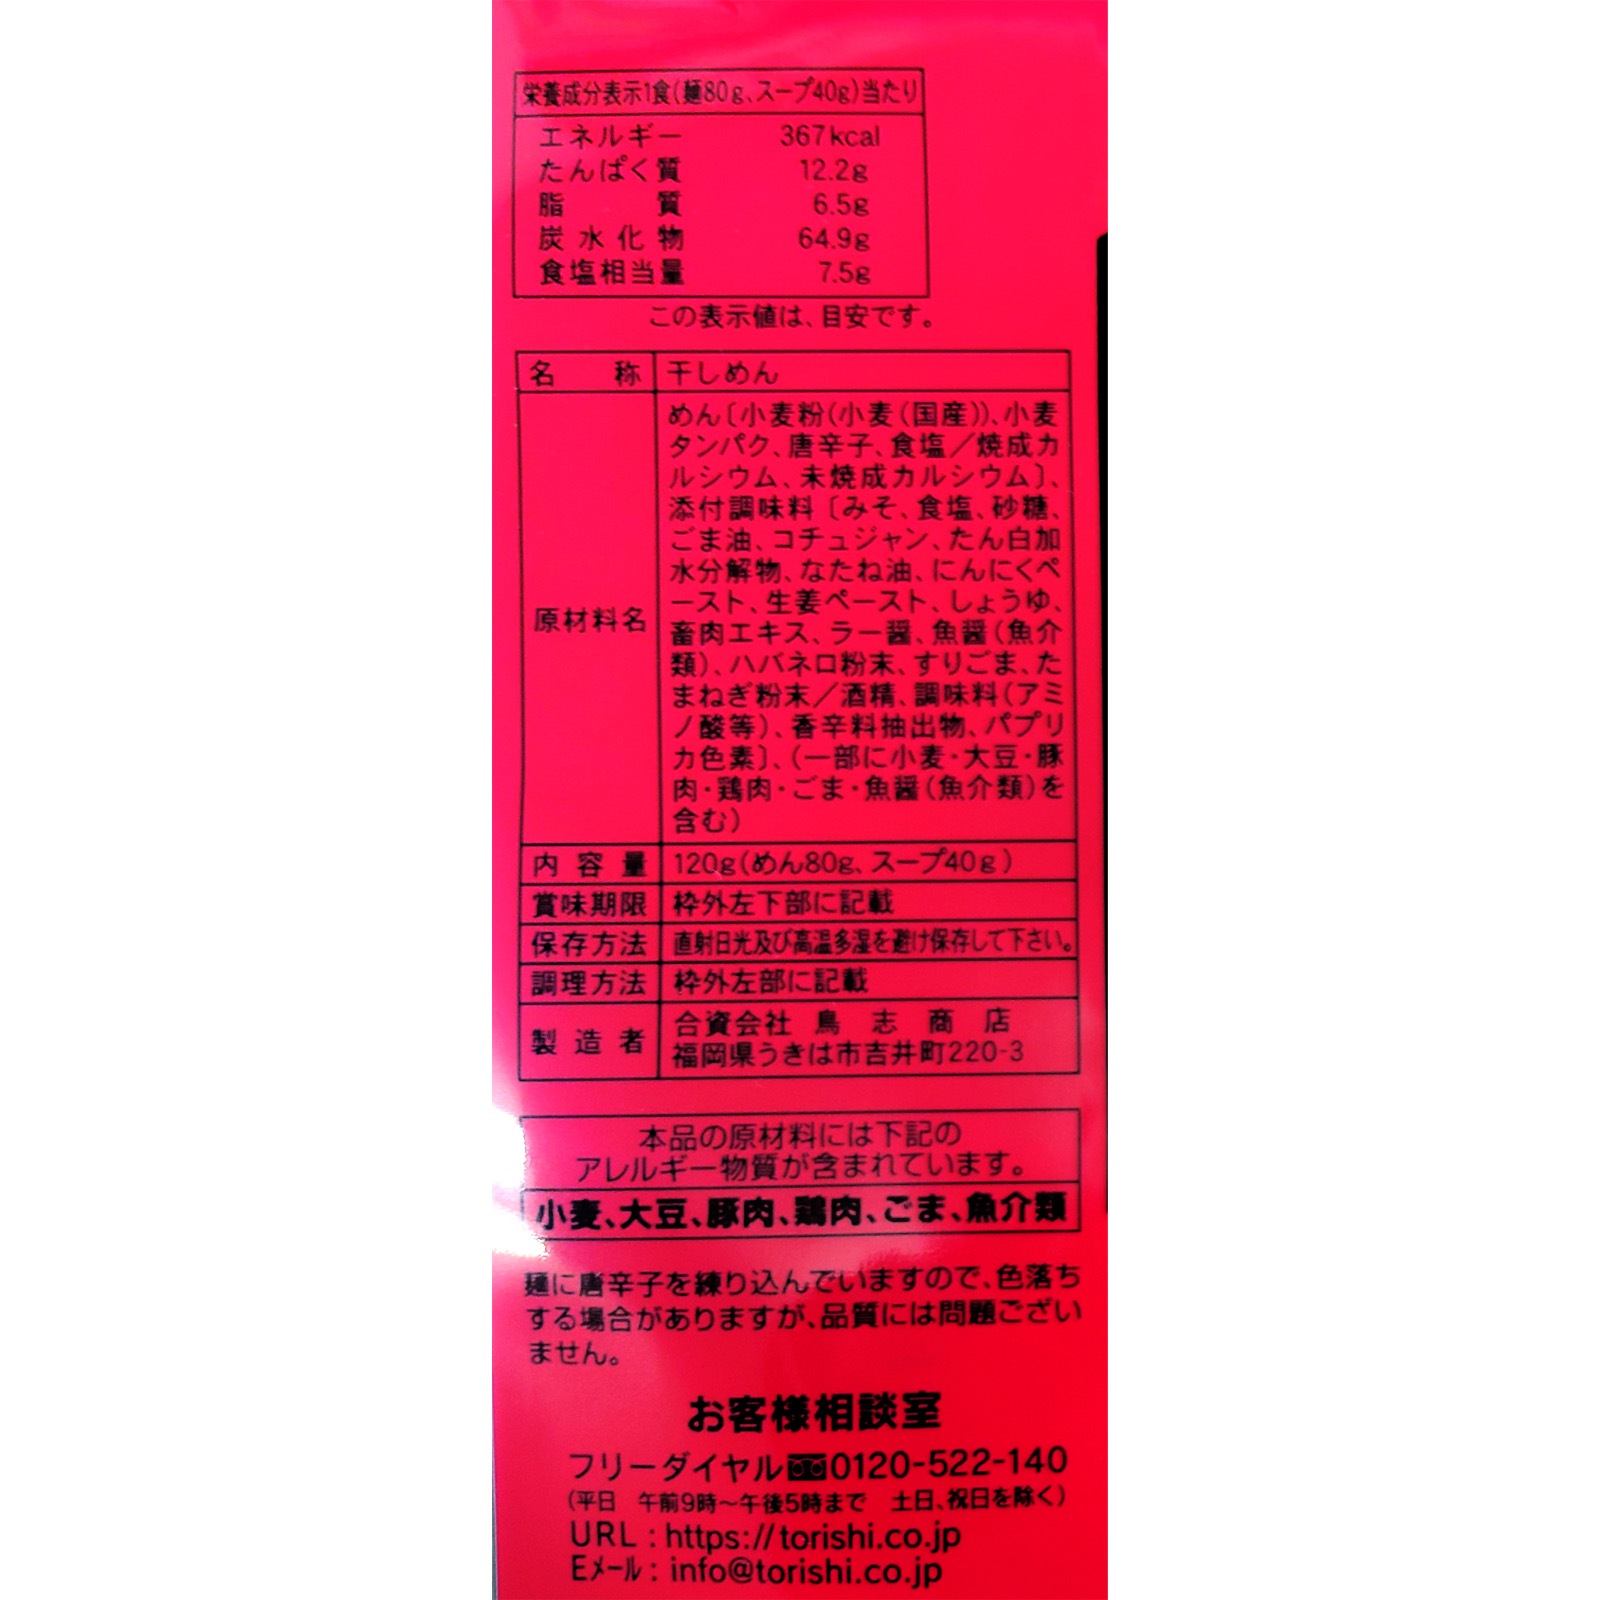 栄養成分表示1食(麺80g、スープ40g)当たり
エネルギー 367kcal
たんぱく質 12.2g
脂質 6.5g
炭水化物 64.9g
食塩相当量 7.5g
この表示値は、目安です。
名称 干しめん
原材料名
めん〔小麦粉(小麦(国産))、小麦
タンパク、唐辛子、食塩／焼成カ
ルシウム、未焼成カルシウム〕、
添付調味料〔みそ、食塩、砂糖、
ごま油、コチュジャン、たん白加
水分解物、なたね油、にんにくペ
ースト、生姜ペースト、しょうゆ、
畜肉エキス、ラー醤、魚醤(魚介
類)、ハバネロ粉末、すりごま、た
まねぎ粉末／酒精、調味料(アミ
ノ酸等)、香辛料抽出物、パプリ
カ色素〕、(一部に小麦・大豆・豚
肉・鶏肉・ごま・魚醤(魚介類)を
含む)
内容量 120g(めん80g、スープ40g)
賞味期限 枠外左下部に記載
保存方法 直射日光及び高温多湿を避け保存して下さい。
調理方法 枠外左部に記載
製造者 合資会社 鳥志商店
福岡県うきは市吉井町220-3
本品の原材料には下記の
アレルギー物質が含まれています。
小麦、大豆、豚肉、鶏肉、ごま、魚介類
麺に唐辛子を練り込んでいますので、色落ち
する場合がありますが、品質には問題ござい
ません。
お客様相談室
フリーダイヤル0120-522-140
(平日 午前9時～午後5時まで 土日、祝日を除く)
URL：https://torishi.co.jp
Eメール：info@torishi.co.jp